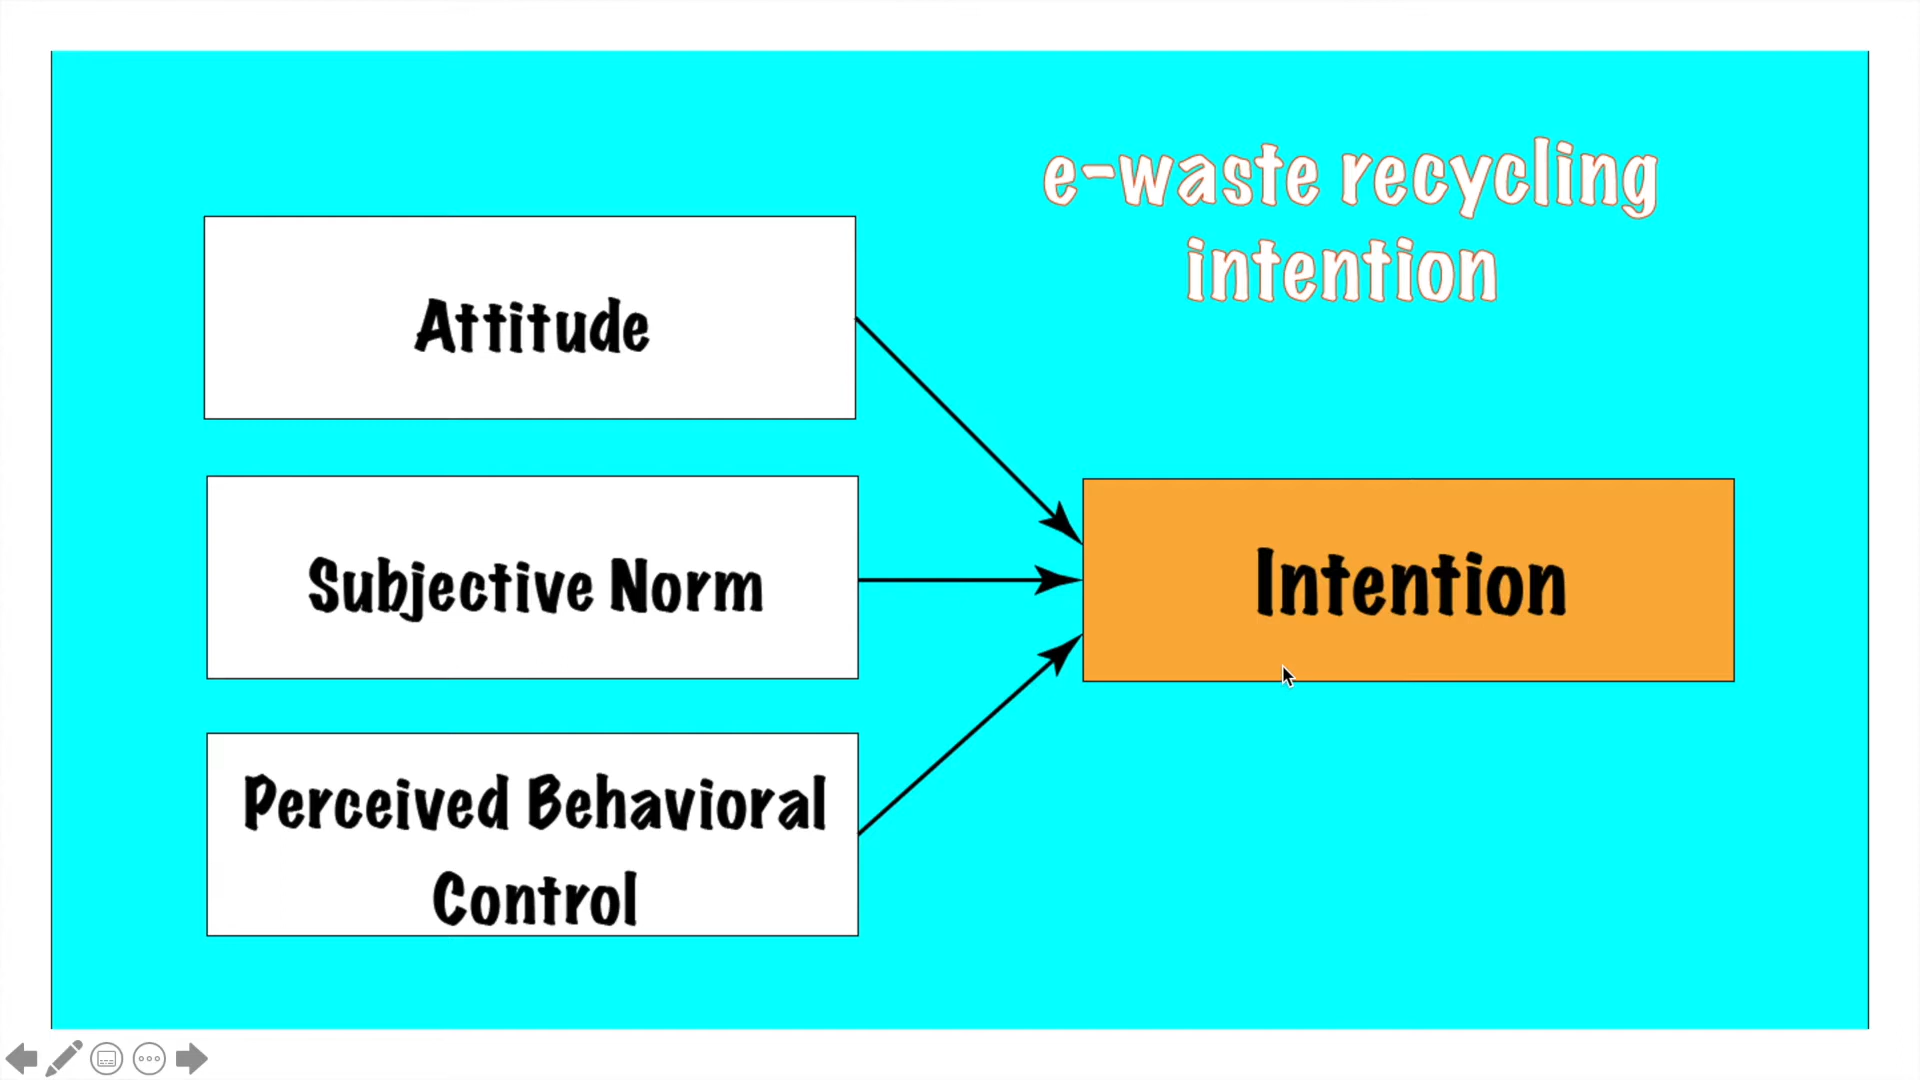 e-waste recycling
intention
Attitude
Subjective Norm
Intention
Perceived Behavioral
Control